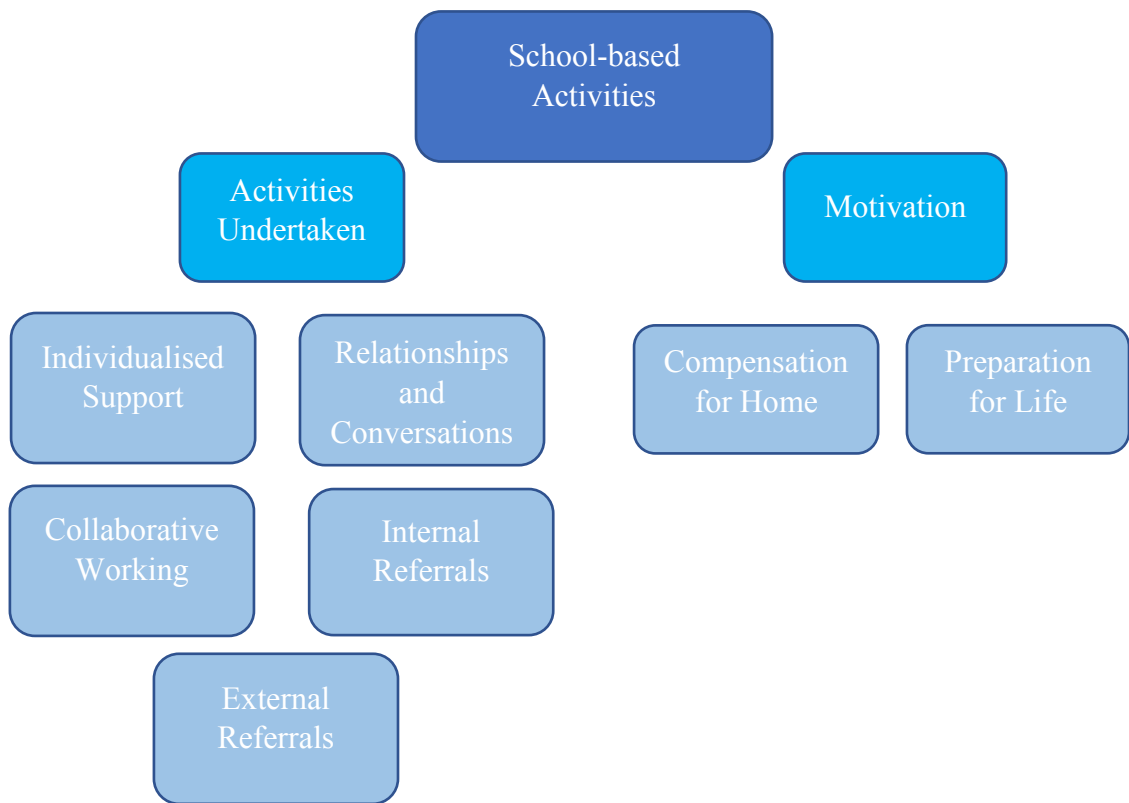 School-based
Activities
Activities
Undertaken
Motivation
Individualised
Support
Relationships
and
Conversations
Compensation
for Home
Preparation
for Life
Collaborative
Working
Internal
Referrals
External
Referrals